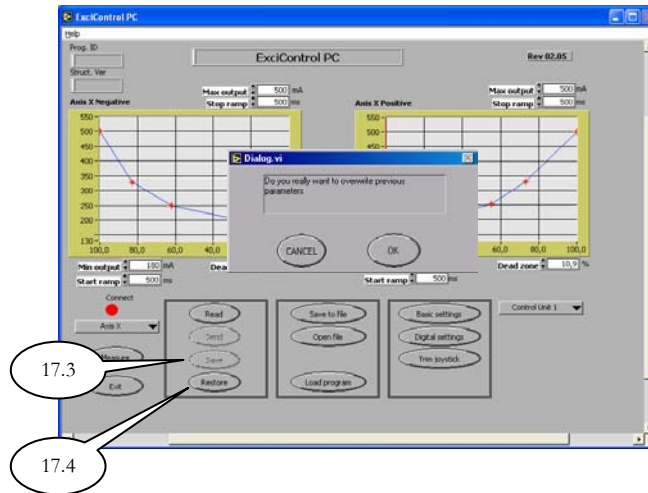 ExciControl PC
Help
Prog. ID
ExciControl PC
Rev 02.05
Struct. Ver
Max output 500 mA
Stop ramp 500 ms
Max output 500 mA
Stop ramp 500 ms
Axis X Negative
Axis X Positive
550
500
450
400
350
300
250
200
130
100,0 80,0 60,0 40,0
550
500
450
60,0 80,0 100,0
Dialog.vi
Do you really want to overwrite previous
parameters
CANCEL
OK
Min output 180 mA
Start ramp 500 ms
Dea
Dead zone 10,9 %
Start ramp 500 ms
Connect
Axis X
Measure
Exit
Read
Send
Save
Restore
Save to file
Open file
Load program
Basic settings
Digital settings
Trim joystick
Control Unit 1
17.3
17.4